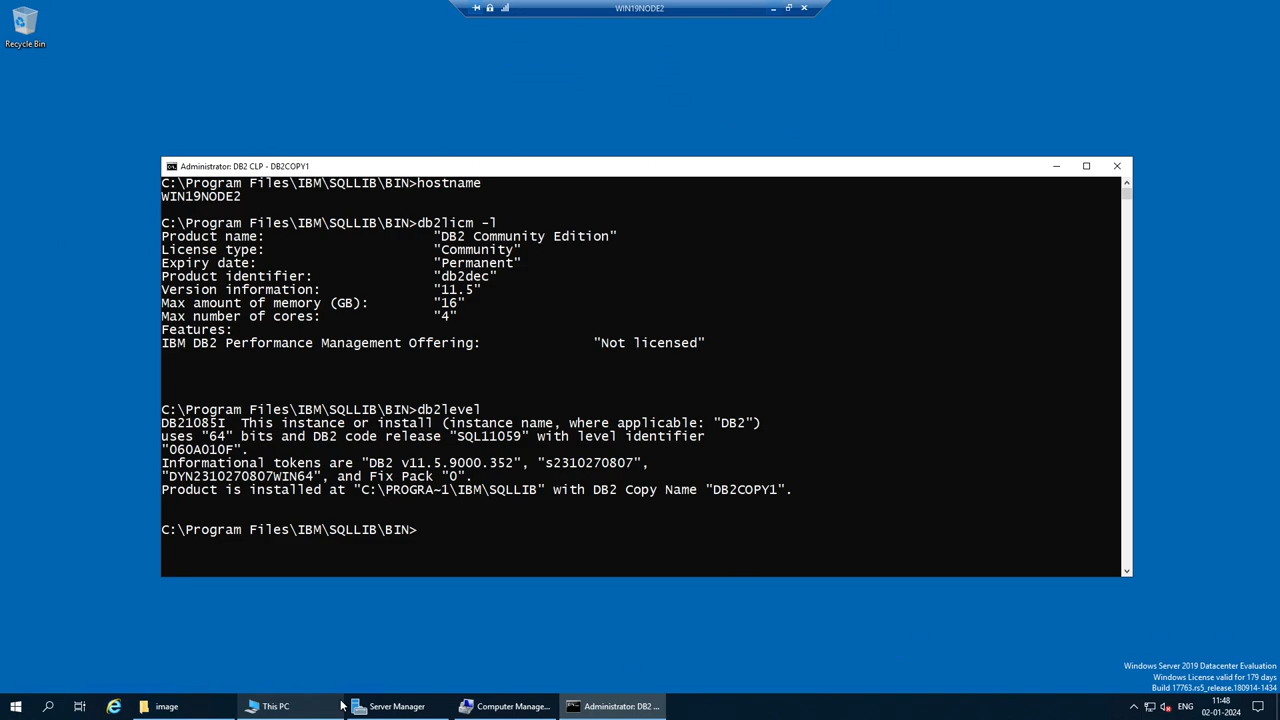 WIN19NODE2
Recycle Bin
Administrator: DB2 CLP - DB2COPY1
C:\Program Files\IBM\SQLLIB\BIN>hostname
WIN19NODE2
C:\Program Files\IBM\SQLLIB\BIN>db2licm -l
Product name: "DB2 Community Edition"
License type: "Community"
Expiry date: "Permanent"
Product identifier: "db2dec"
Version information: "11.5"
Max amount of memory (GB): "16"
Max number of cores: "4"
Features:
IBM DB2 Performance Management Offering: "Not licensed"
C:\Program Files\IBM\SQLLIB\BIN>db2level
DB21085I  This instance or install (instance name, where applicable: "DB2")
uses "64" bits and DB2 code release "SQL11059" with level identifier
"060A010F".
Informational tokens are "DB2 v11.5.9000.352", "s2310270807",
"DYN2310270807WIN64", and Fix Pack "0".
Product is installed at "C:\PROGRA~1\IBM\SQLLIB" with DB2 Copy Name "DB2COPY1".
C:\Program Files\IBM\SQLLIB\BIN>
Windows Server 2019 Datacenter Evaluation
Windows License valid for 179 days
Build 17763.rs5_release.180914-1434
image
This PC
Server Manager
Computer Manage...
Administrator: DB2 ...
ENG
11:48
02-01-2024